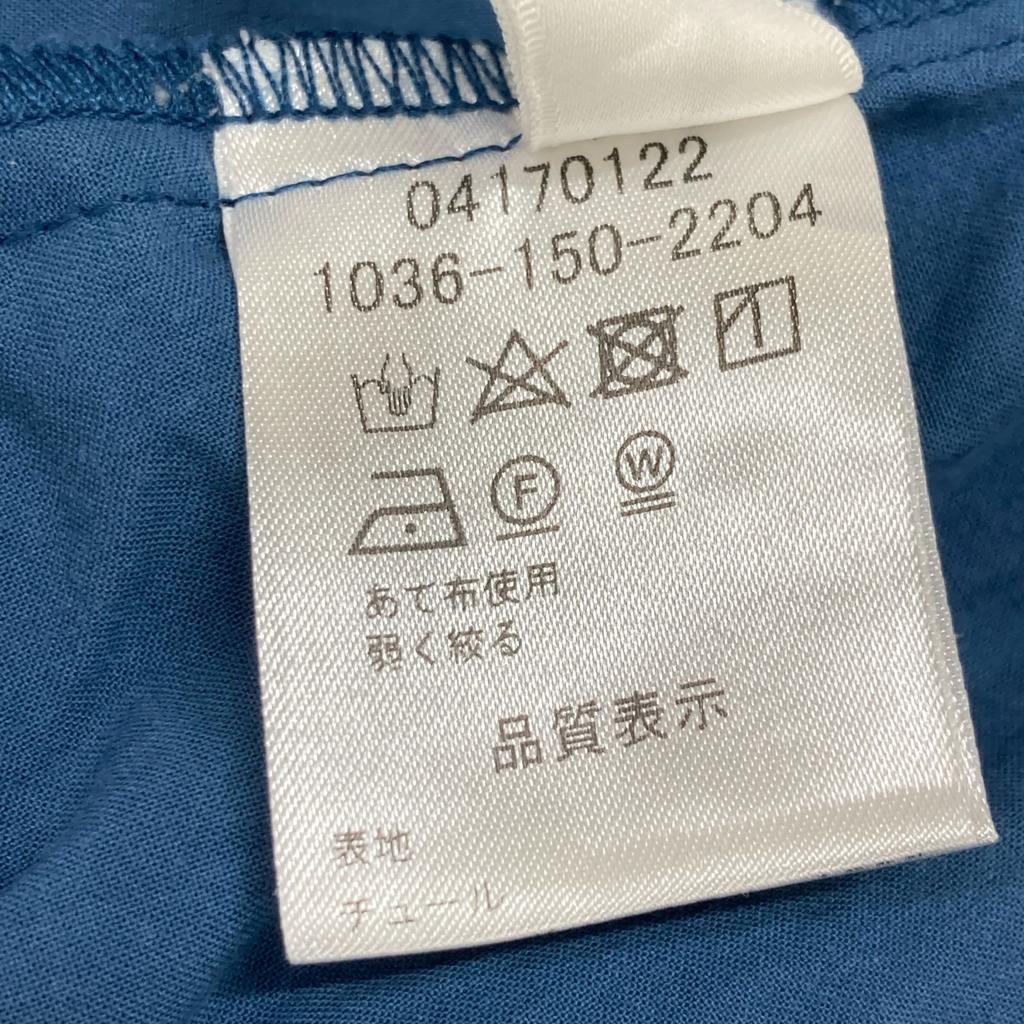 04170122
1036-150-2204
F
W
あて布使用
弱く絞る
品質表示
表地
チュール